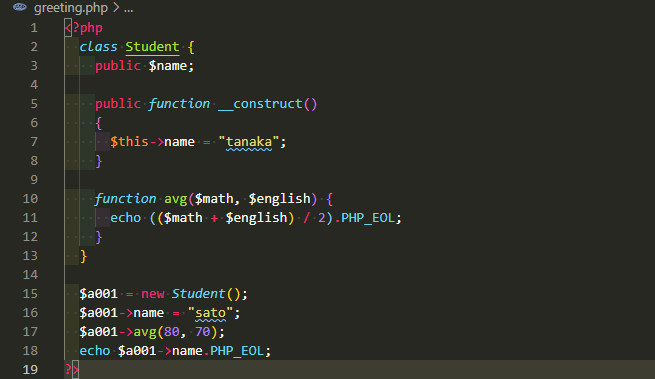 greeting.php > ...
1 <?php
2 class Student {
3 public $name;
4
5 public function __construct()
6 {
7 $this->name = "tanaka";
8 }
9
10 function avg($math, $english) {
11 echo (($math + $english) / 2).PHP_EOL;
12 }
13 }
14
15 $a001 = new Student();
16 $a001->name = "sato";
17 $a001->avg(80, 70);
18 echo $a001->name.PHP_EOL;
19 ?>